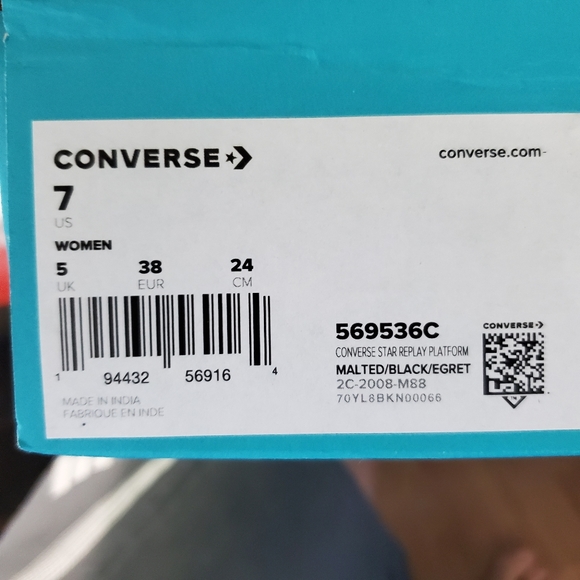 CONVERSE
converse.com
7
US
WOMEN
5 38 24
UK EUR CM
1 94432 56916 4
MADE IN INDIA
FABRIQUE EN INDE
569536C
CONVERSE STAR REPLAY PLATFORM
MALTED/BLACK/EGRET
2C-2008-M88
70YL8BKN00066
CONVERSE